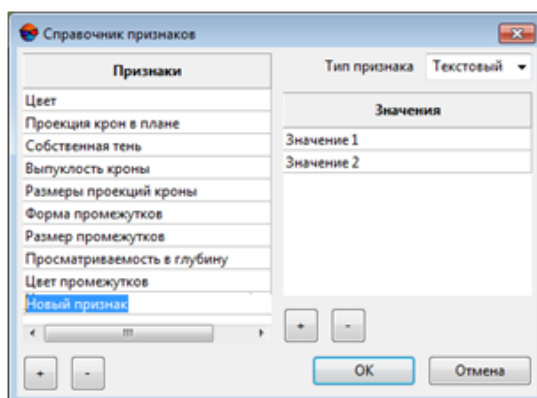 Справочник признаков
Признаки
Цвет
Проекция крон в плане
Собственная тень
Выпуклость кроны
Размеры проекций кроны
Форма промежутков
Размер промежутков
Просматриваемость в глубину
Цвет промежутков
Новый признак
+ -
Тип признака Текстовый
Значения
Значение 1
Значение 2
+ -
ОК Отмена